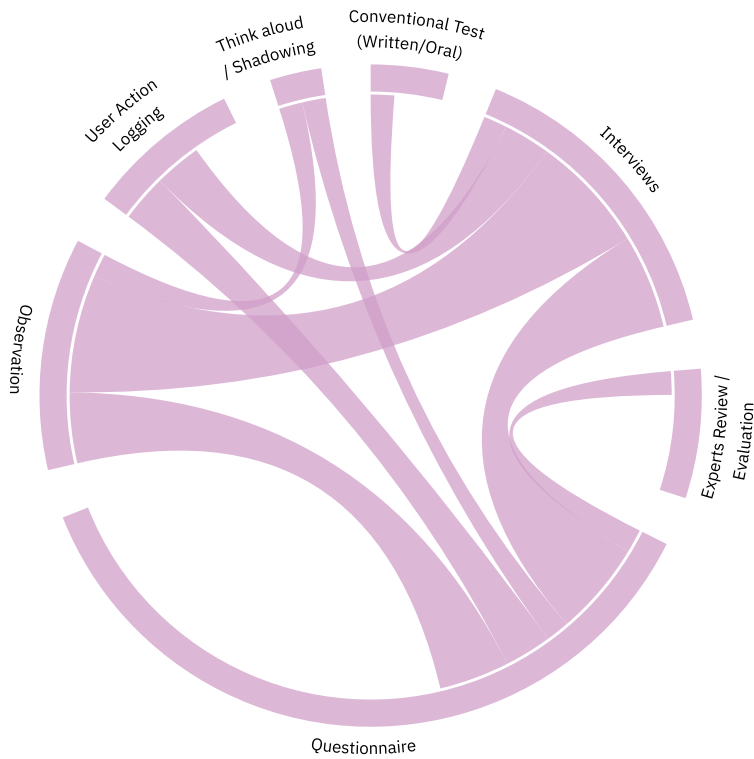 Conventional Test
(Written/Oral)
Think aloud
/ Shadowing
User Action
Logging
Interviews
Observation
Experts Review /
Evaluation
Questionnaire